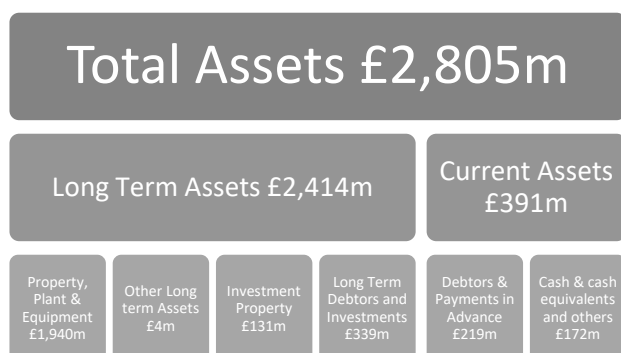 Total Assets £2,805m
Long Term Assets £2,414m
Current Assets
£391m
Property,
Plant &
Equipment
£1,940m
Other Long
term Assets
£4m
Investment
Property
£131m
Long Term
Debtors and
Investments
£339m
Debtors &
Payments in
Advance
£219m
Cash & cash
equivalents
and others
£172m